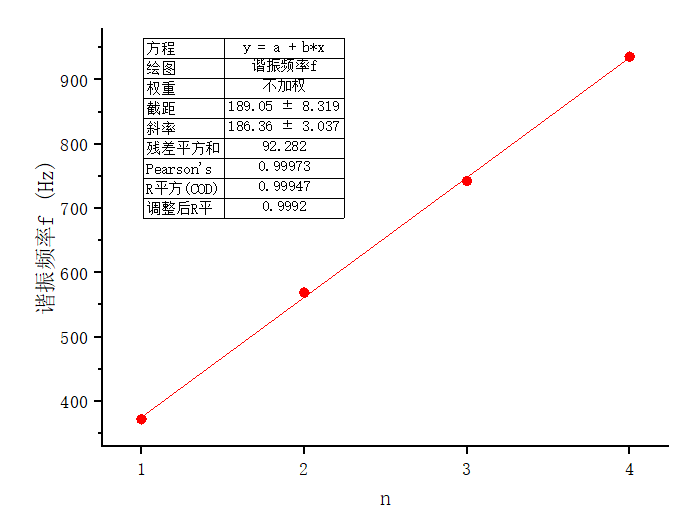 方程 y = a + b*x
绘图 谐振频率f
权重 不加权
截距 189.05 ± 8.319
斜率 186.36 ± 3.037
残差平方和 92.282
Pearson's 0.99973
R平方(COD) 0.99947
调整后R平 0.9992
谐振频率f (Hz)
900
800
700
600
500
400
1 2 3 4
n